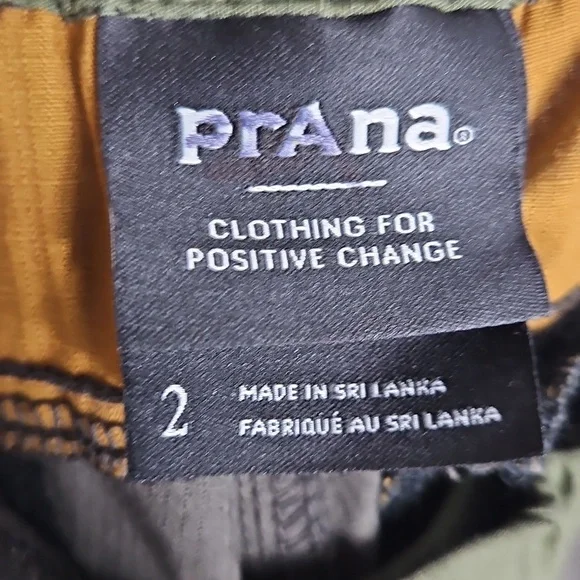 prAna®
CLOTHING FOR
POSITIVE CHANGE
2
MADE IN SRI LANKA
FABRIQUÉ AU SRI LANKA